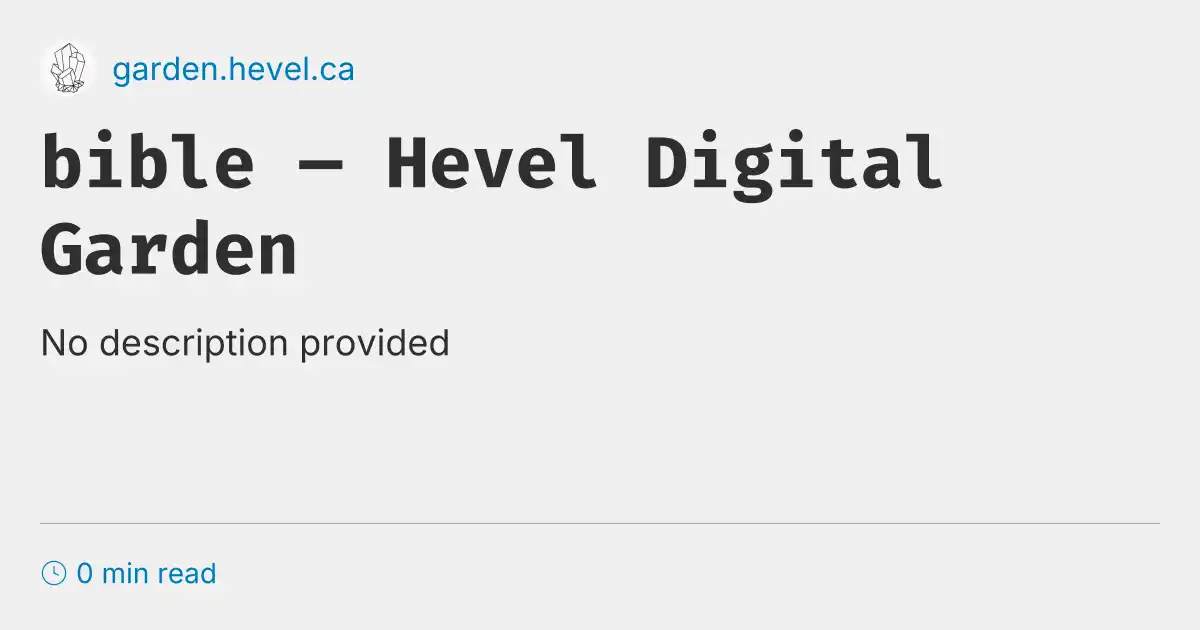 garden.hevel.ca
bible — Hevel Digital
Garden
No description provided
0 min read